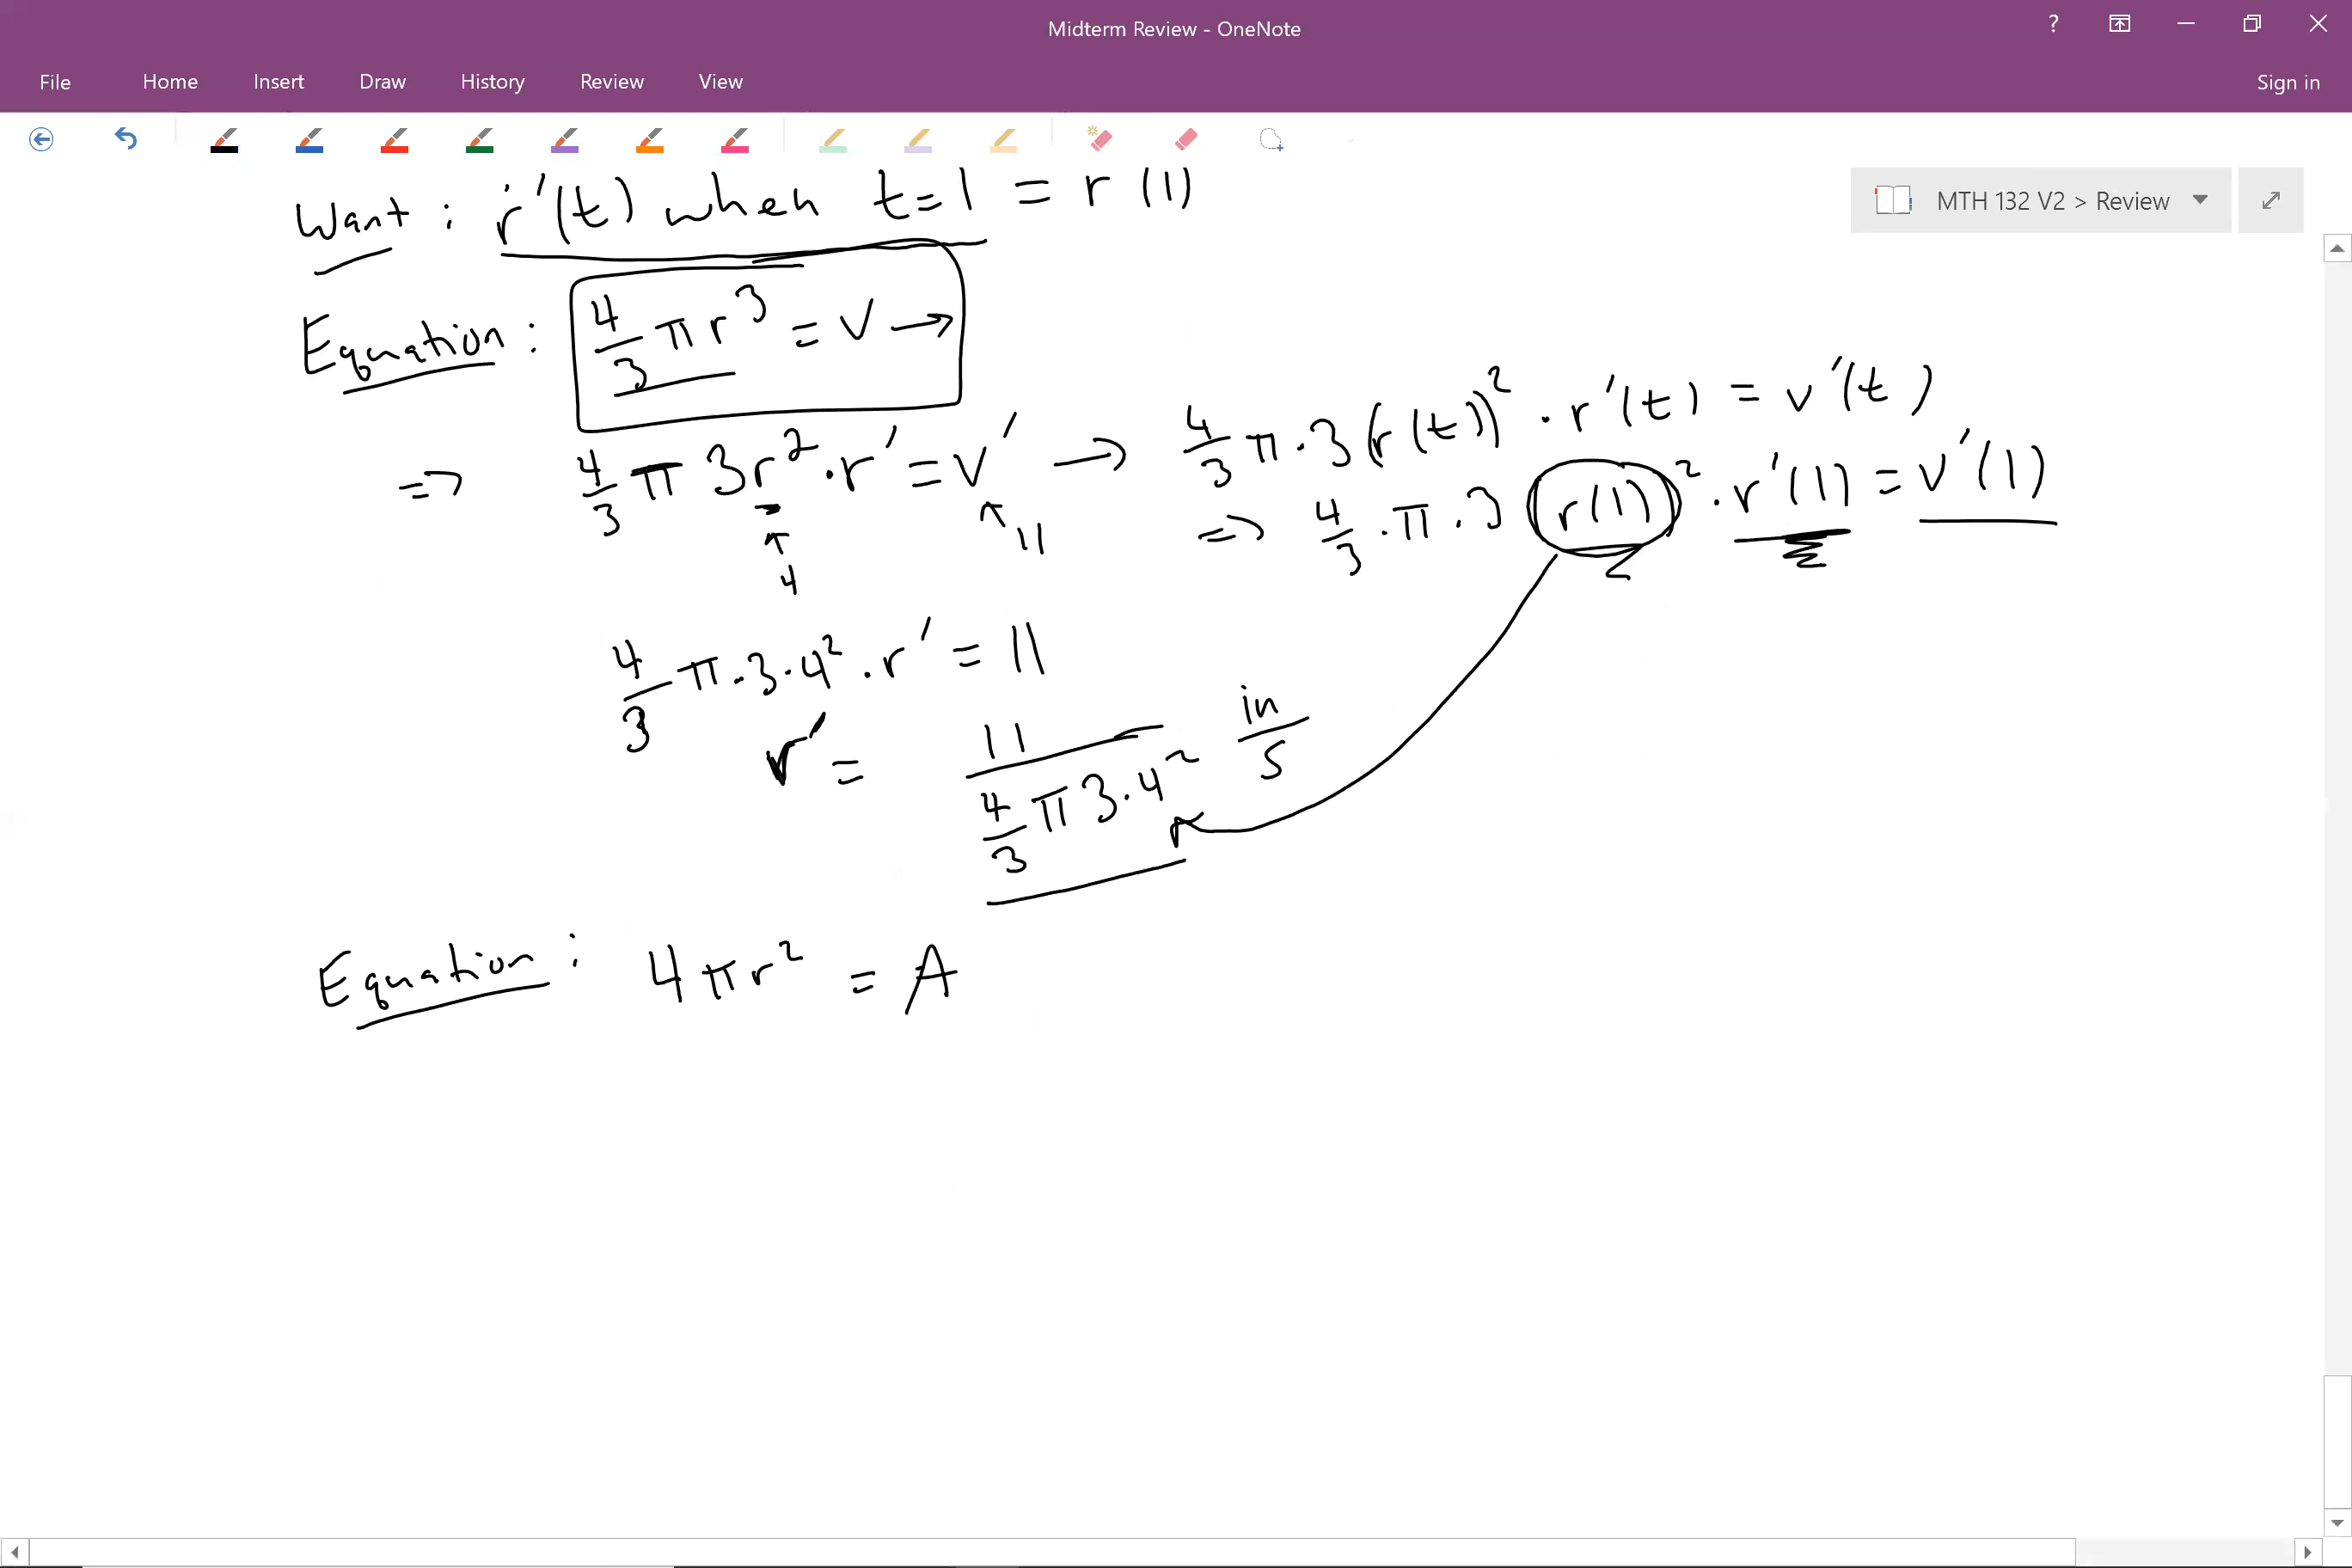 Midterm Review - OneNote
?
File Home Insert Draw History Review View Sign in
MTH 132 V2 > Review
Want: r'(t) when t=1 = r(1)
Equation: 4/3 πr³ = V →
⇒ 4/3 π 3r² · r' = V' → 4/3 π · 3(r(t))² · r'(t) = V'(t)
↑ 4 ↑ 11
⇒ 4/3 · π · 3 (r(1))² · r'(1) = V'(1)
4/3 π · 3 · 4² · r' = 11
r' = 11 / (4/3 π 3 · 4²) in/s
Equation: 4πr² = A